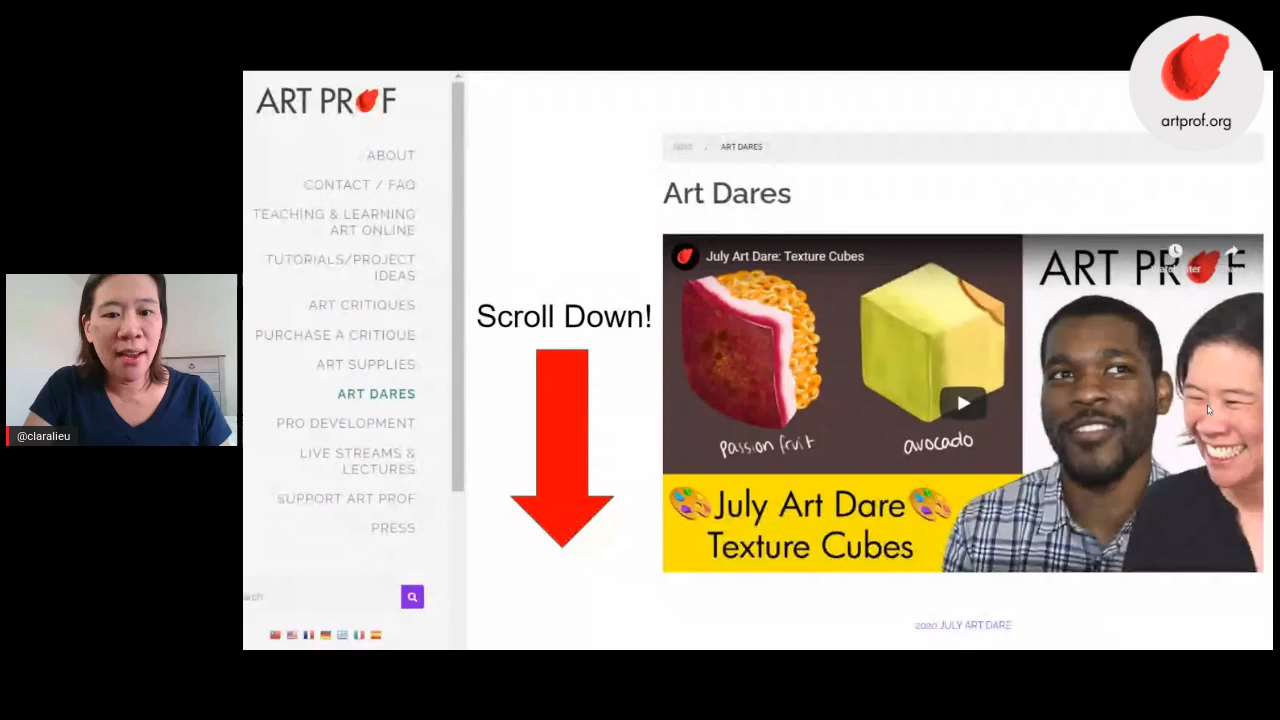 artprof.org
ART PROF
ABOUT
CONTACT / FAQ
TEACHING & LEARNING
ART ONLINE
TUTORIALS/PROJECT
IDEAS
ART CRITIQUES
PURCHASE A CRITIQUE
ART SUPPLIES
ART DARES
PRO DEVELOPMENT
LIVE STREAMS &
LECTURES
SUPPORT ART PROF
PRESS
@claralieu
Scroll Down!
/ ART DARES
Art Dares
July Art Dare: Texture Cubes
ART PROF
passion fruit
avocado
July Art Dare
Texture Cubes
2020 JULY ART DARE